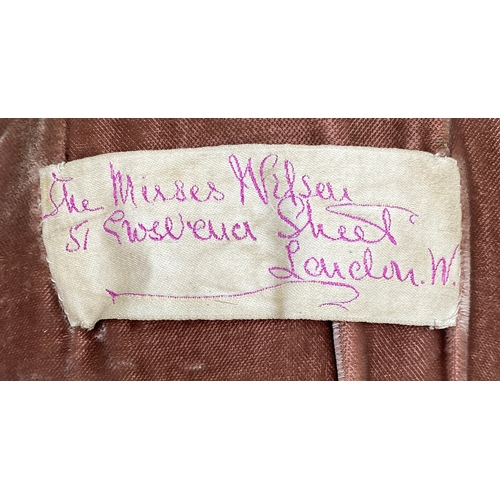 The Misses Wilson
51 Grosvenor Street
London. W.